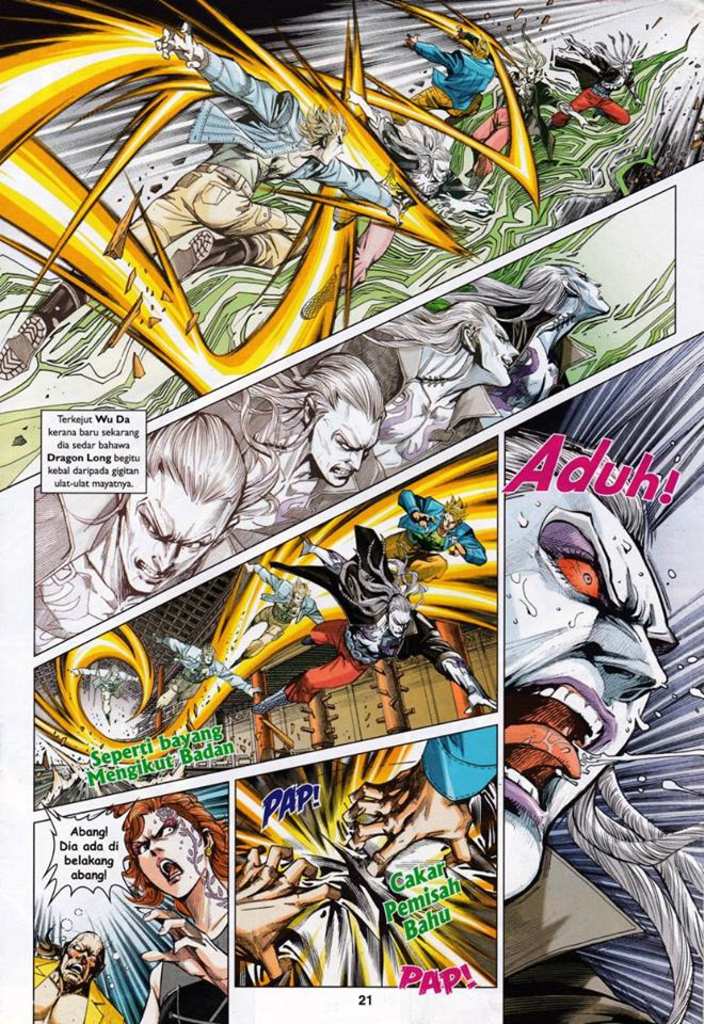 Terkejut Wu Da
kerana baru sekarang
dia sedar bahawa
Dragon Long begitu
kebal daripada gigitan
ulat-ulat mayatnya.
Aduh!
Seperti bayang
Mengikut Badan
Abang!
Dia ada di
belakang
abang!
PAP!
Cakar
Pemisah
Bahu
PAP!
21